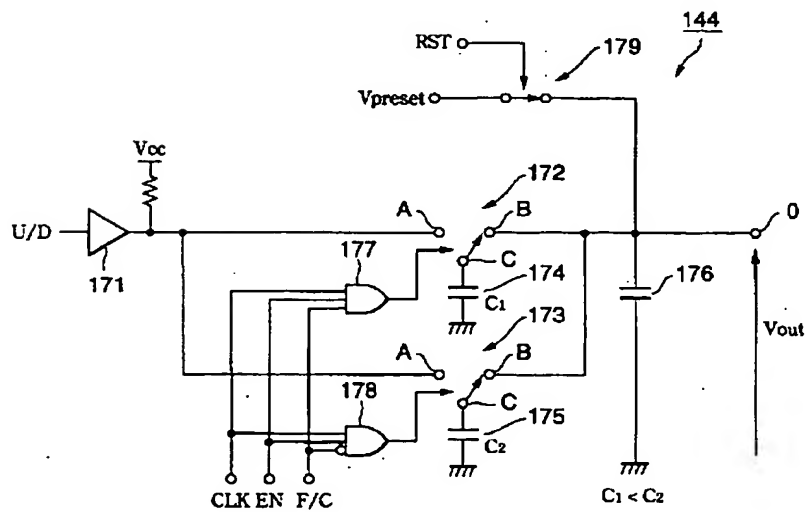 144
RST
179
Vpreset
Vcc
172
A
B
O
U/D
171
177
C
174
C1
176
173
Vout
A
B
178
C
175
C2
CLK EN F/C
C1 < C2